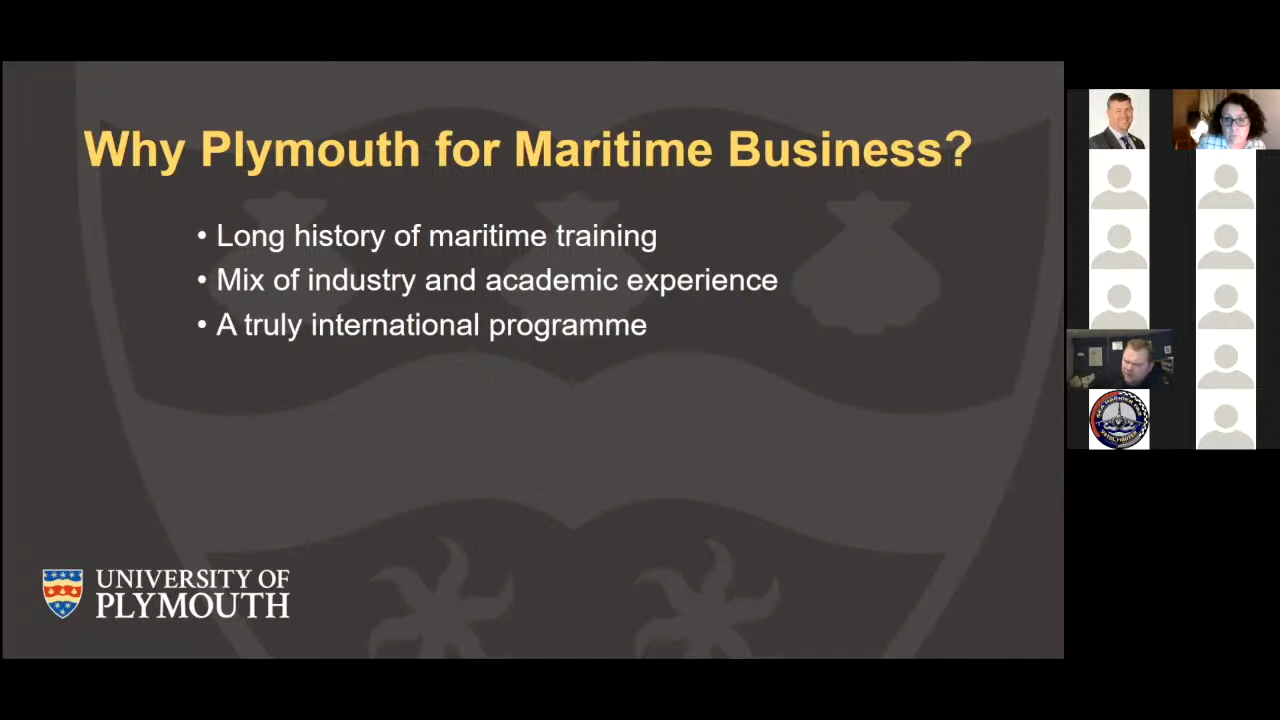 Why Plymouth for Maritime Business?
• Long history of maritime training
• Mix of industry and academic experience
• A truly international programme
UNIVERSITY OF
PLYMOUTH